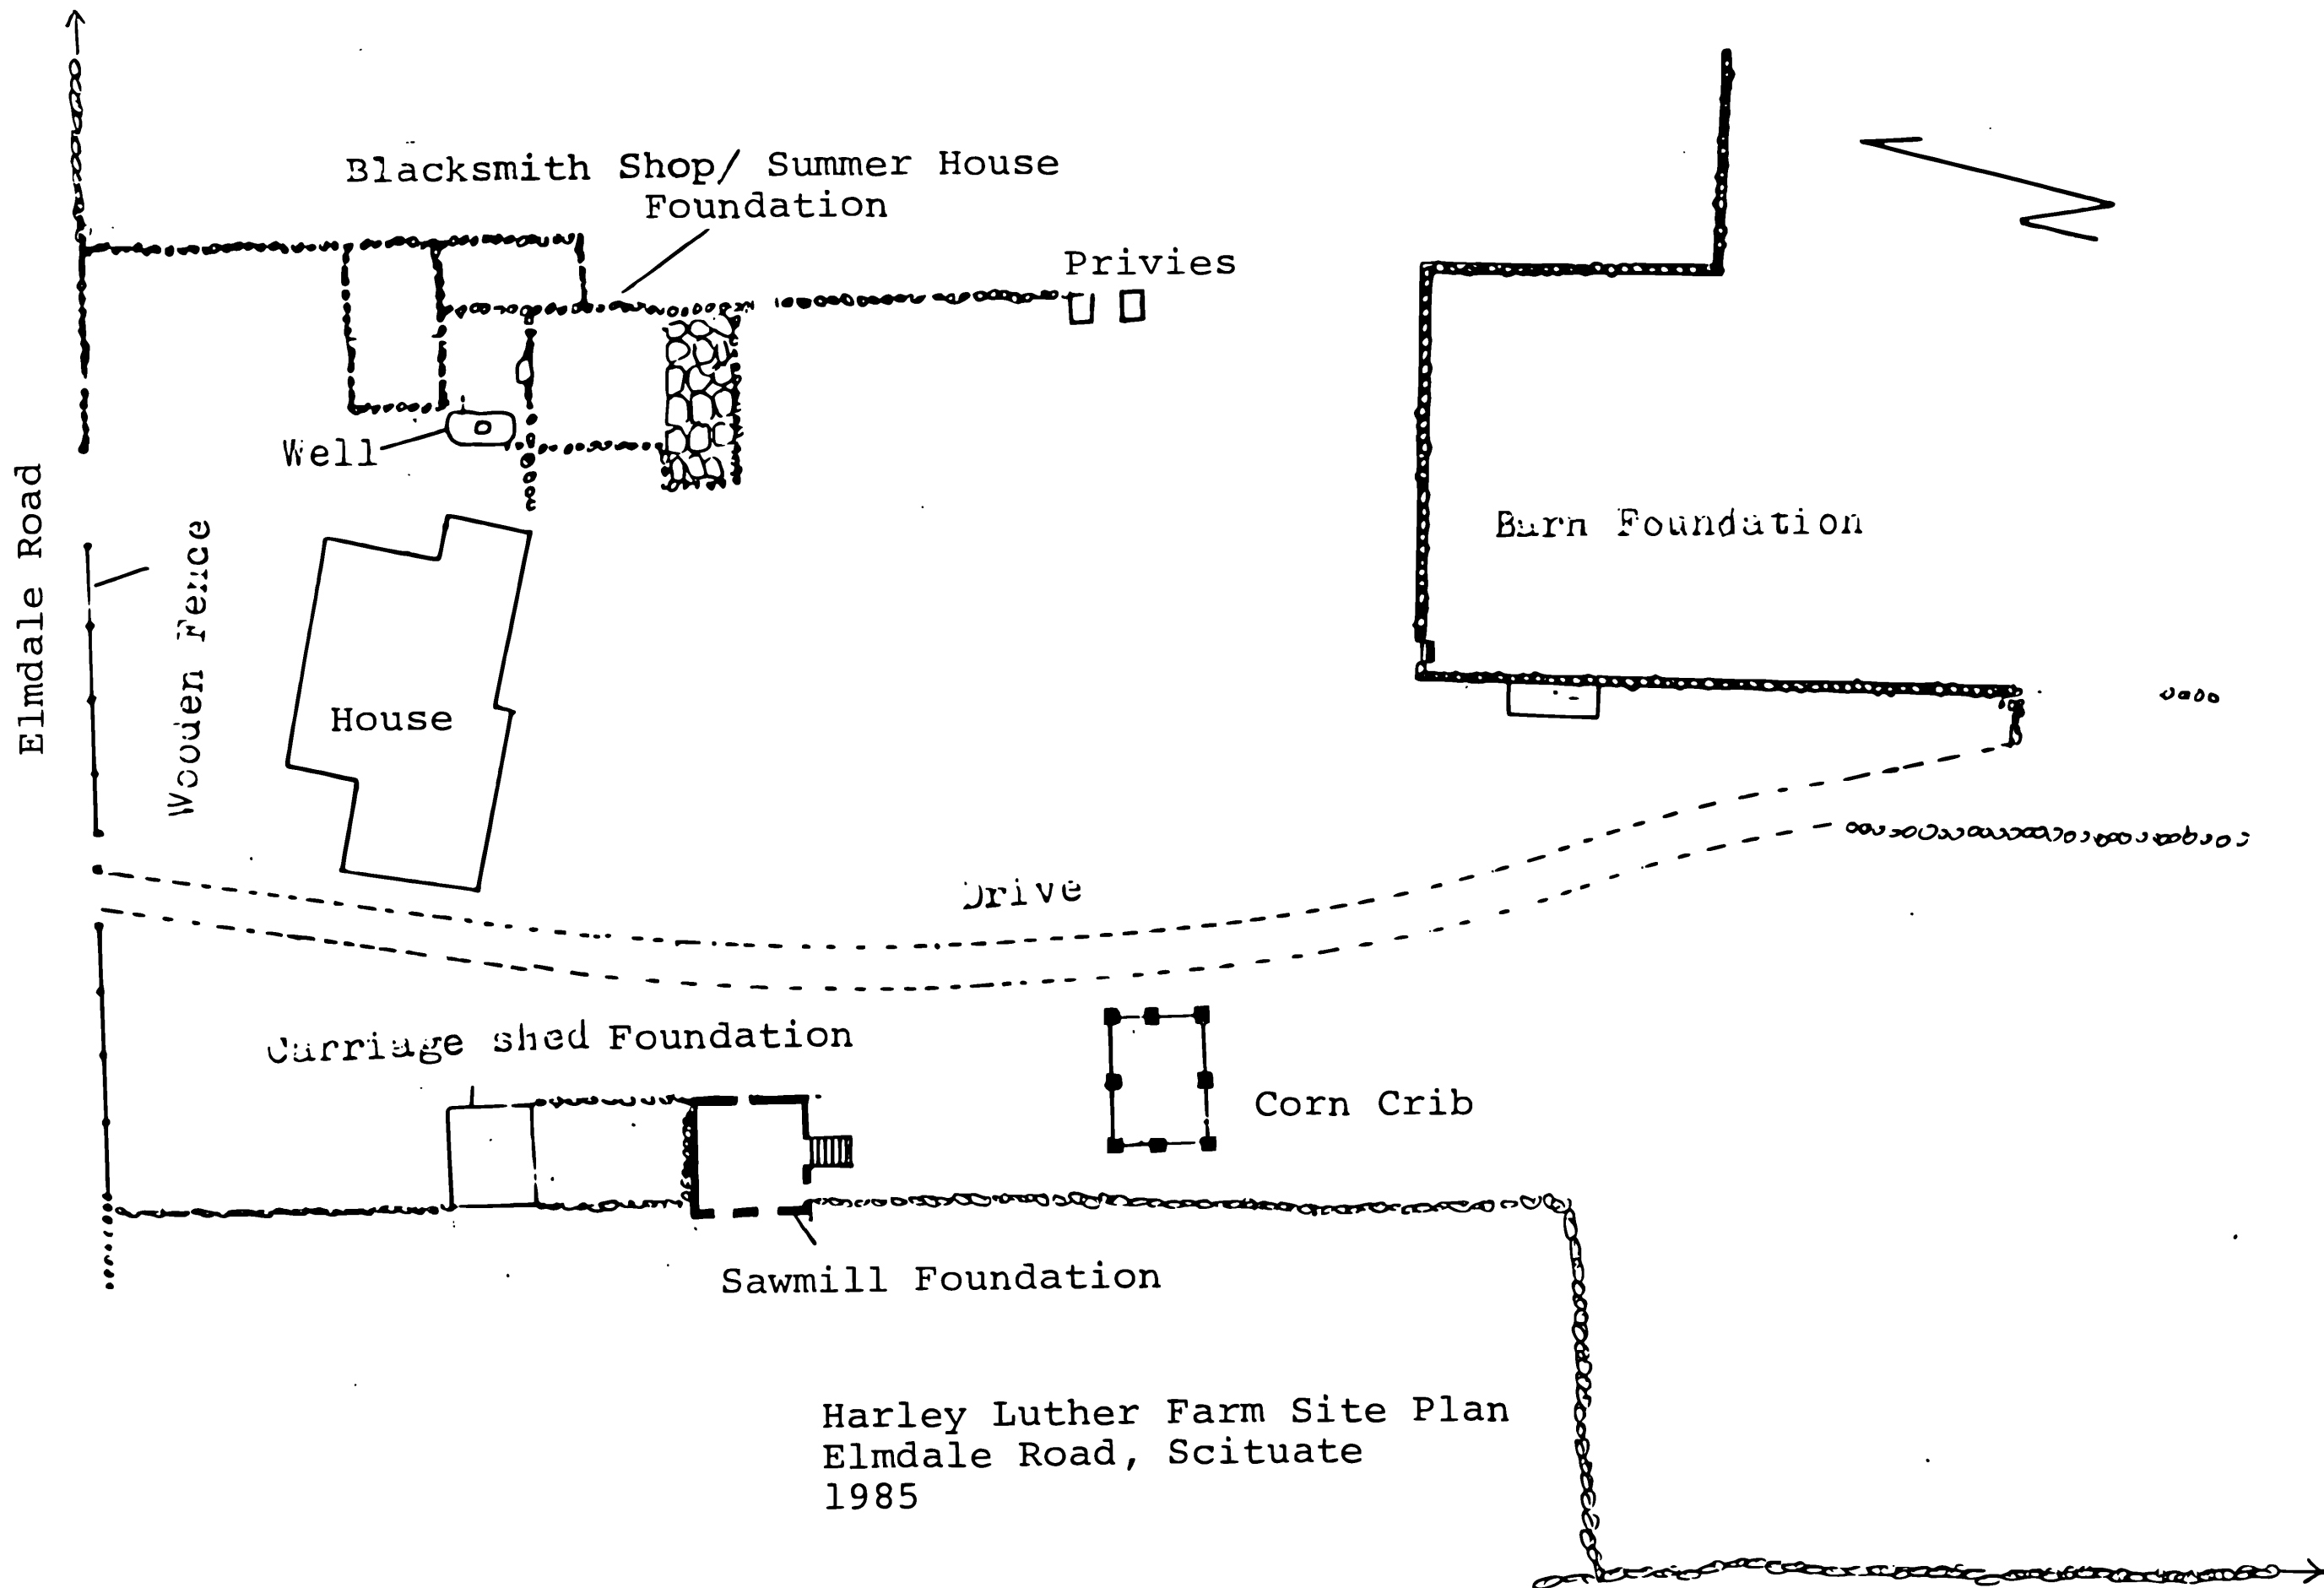 Blacksmith Shop/ Summer House
Foundation
Privies
Well
Barn Foundation
Elmdale Road
Wooden Fence
House
Drive
Carriage shed Foundation
Corn Crib
Sawmill Foundation
Harley Luther Farm Site Plan
Elmdale Road, Scituate
1985